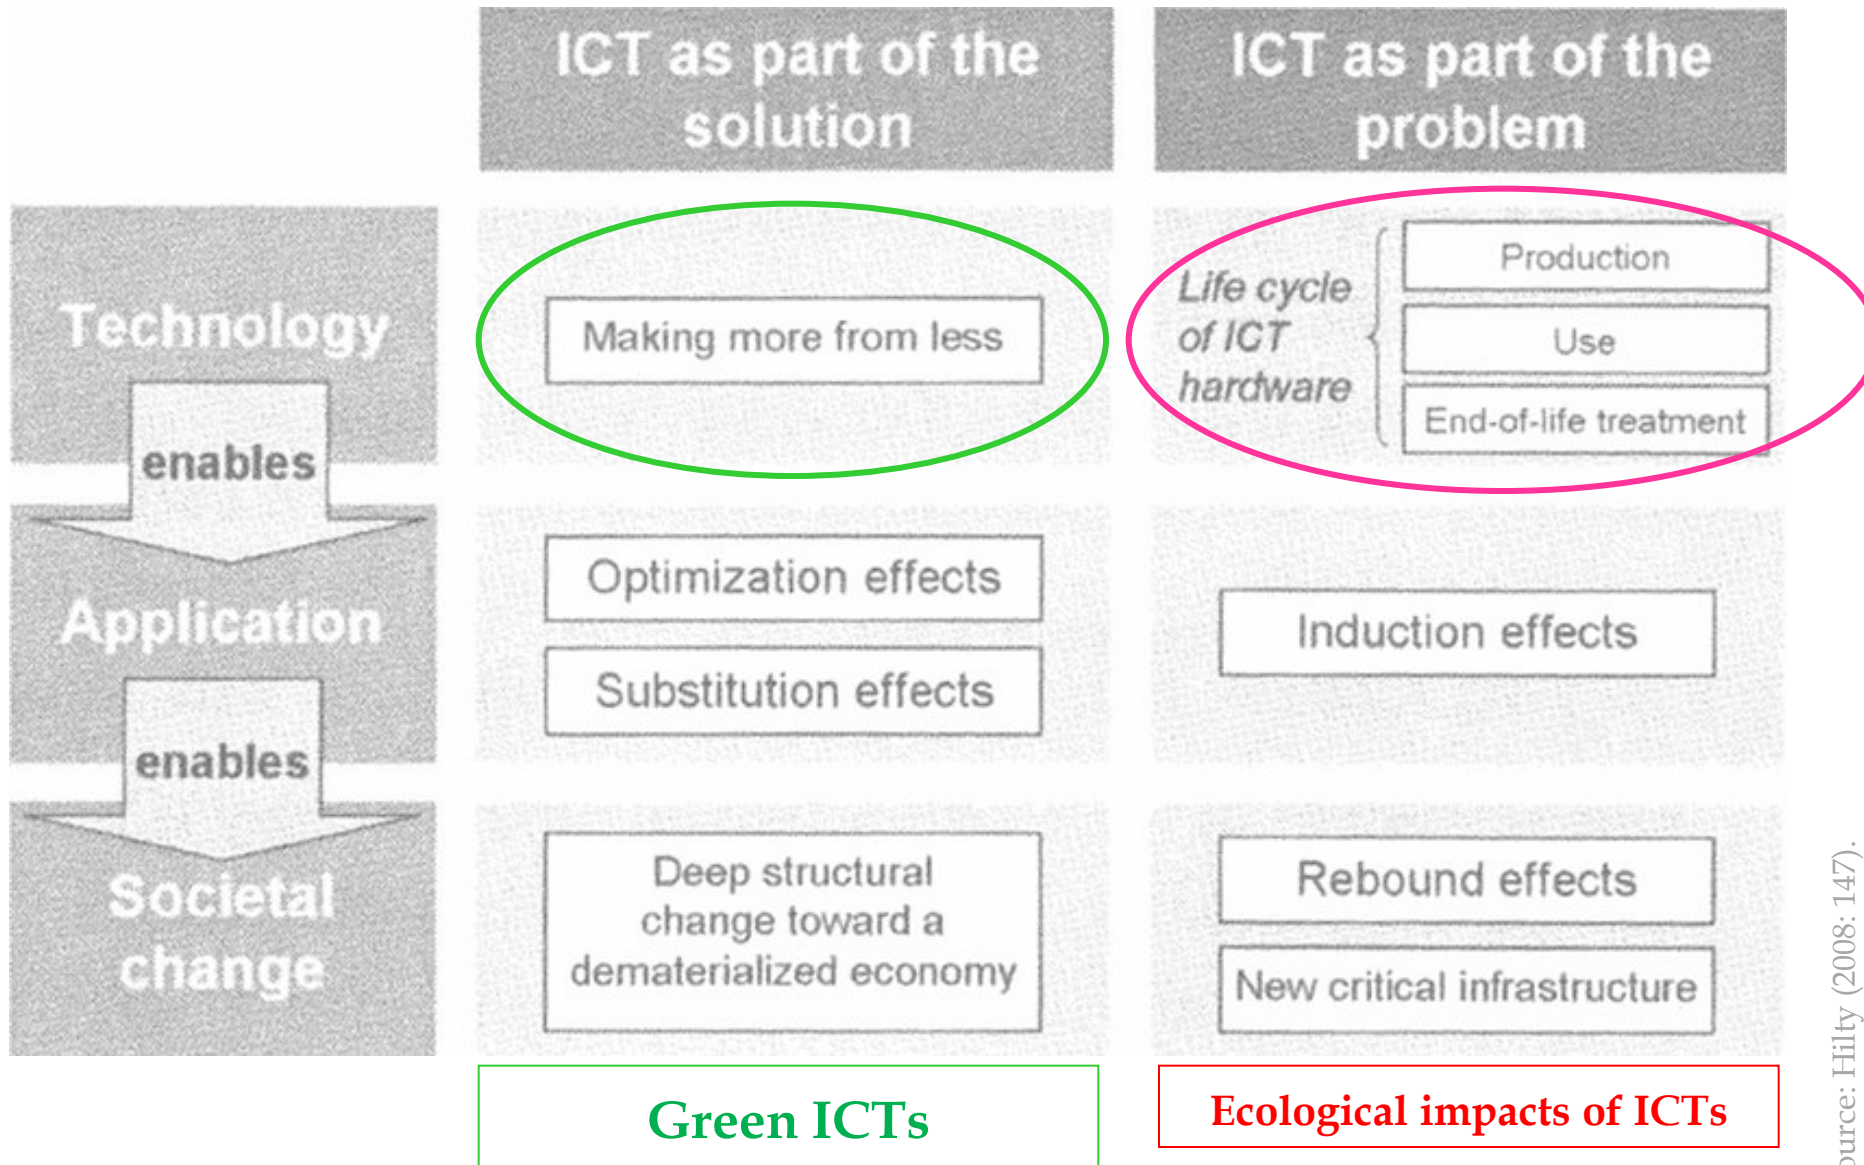 ICT as part of the
solution
ICT as part of the
problem
Technology
Making more from less
Life cycle
of ICT
hardware
Production
Use
End-of-life treatment
enables
Application
Optimization effects
Substitution effects
Induction effects
enables
Societal
change
Deep structural
change toward a
dematerialized economy
Rebound effects
New critical infrastructure
Green ICTs
Ecological impacts of ICTs
Hilty (2008: 147).